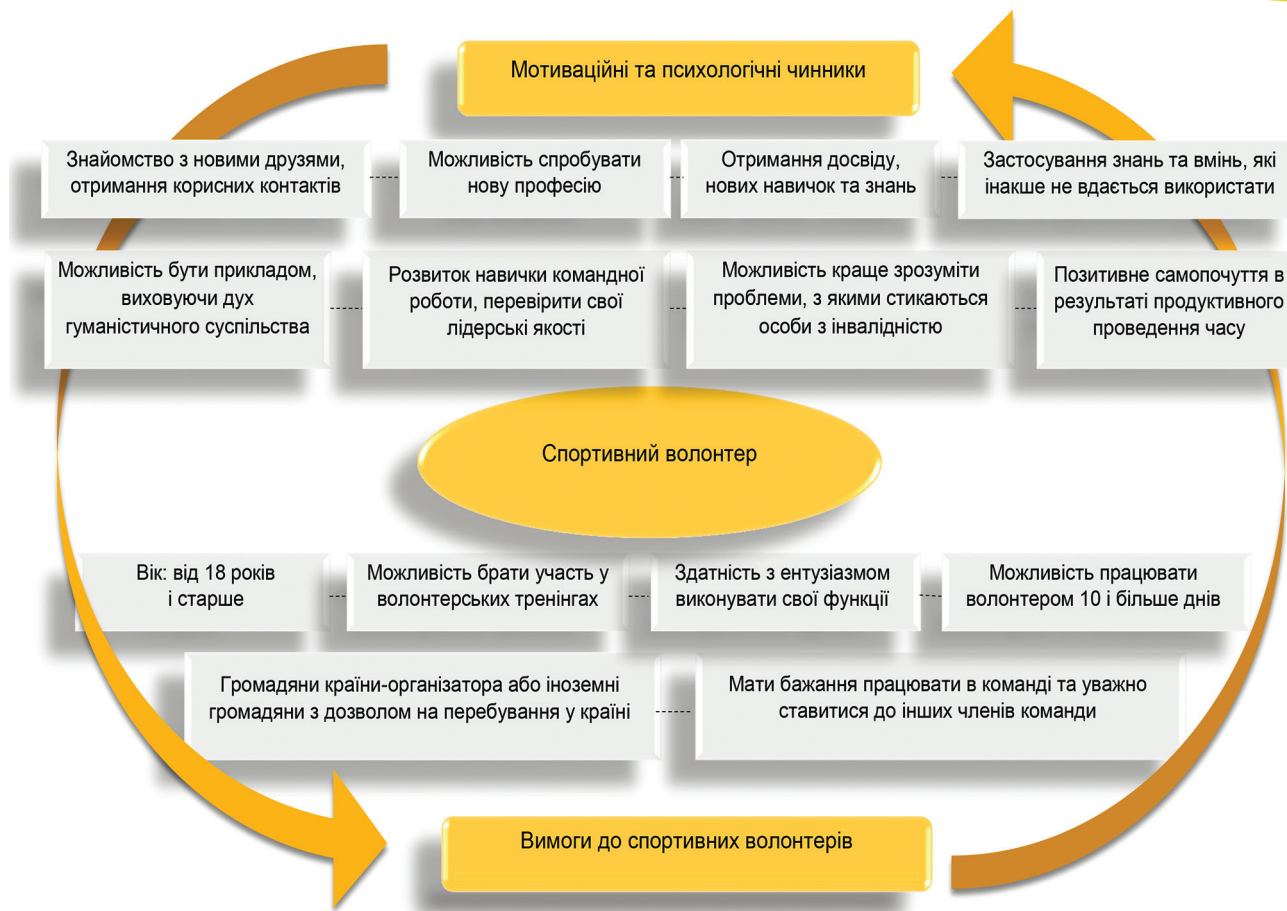 Мотиваційні та психологічні чинники
Знайомство з новими друзями,
отримання корисних контактів
Можливість спробувати
нову професію
Отримання досвіду,
нових навичок та знань
Застосування знань та вмінь, які
інакше не вдається використати
Можливість бути прикладом,
виховуючи дух
гуманістичного суспільства
Розвиток навички командної
роботи, перевірити свої
лідерські якості
Можливість краще зрозуміти
проблеми, з якими стикаються
особи з інвалідністю
Позитивне самопочуття в
результаті продуктивного
проведення часу
Спортивний волонтер
Вік: від 18 років
і старше
Можливість брати участь у
волонтерських тренінгах
Здатність з ентузіазмом
виконувати свої функції
Можливість працювати
волонтером 10 і більше днів
Громадяни країни-організатора або іноземні
громадяни з дозволом на перебування у країні
Мати бажання працювати в команді та уважно
ставитися до інших членів команди
Вимоги до спортивних волонтерів